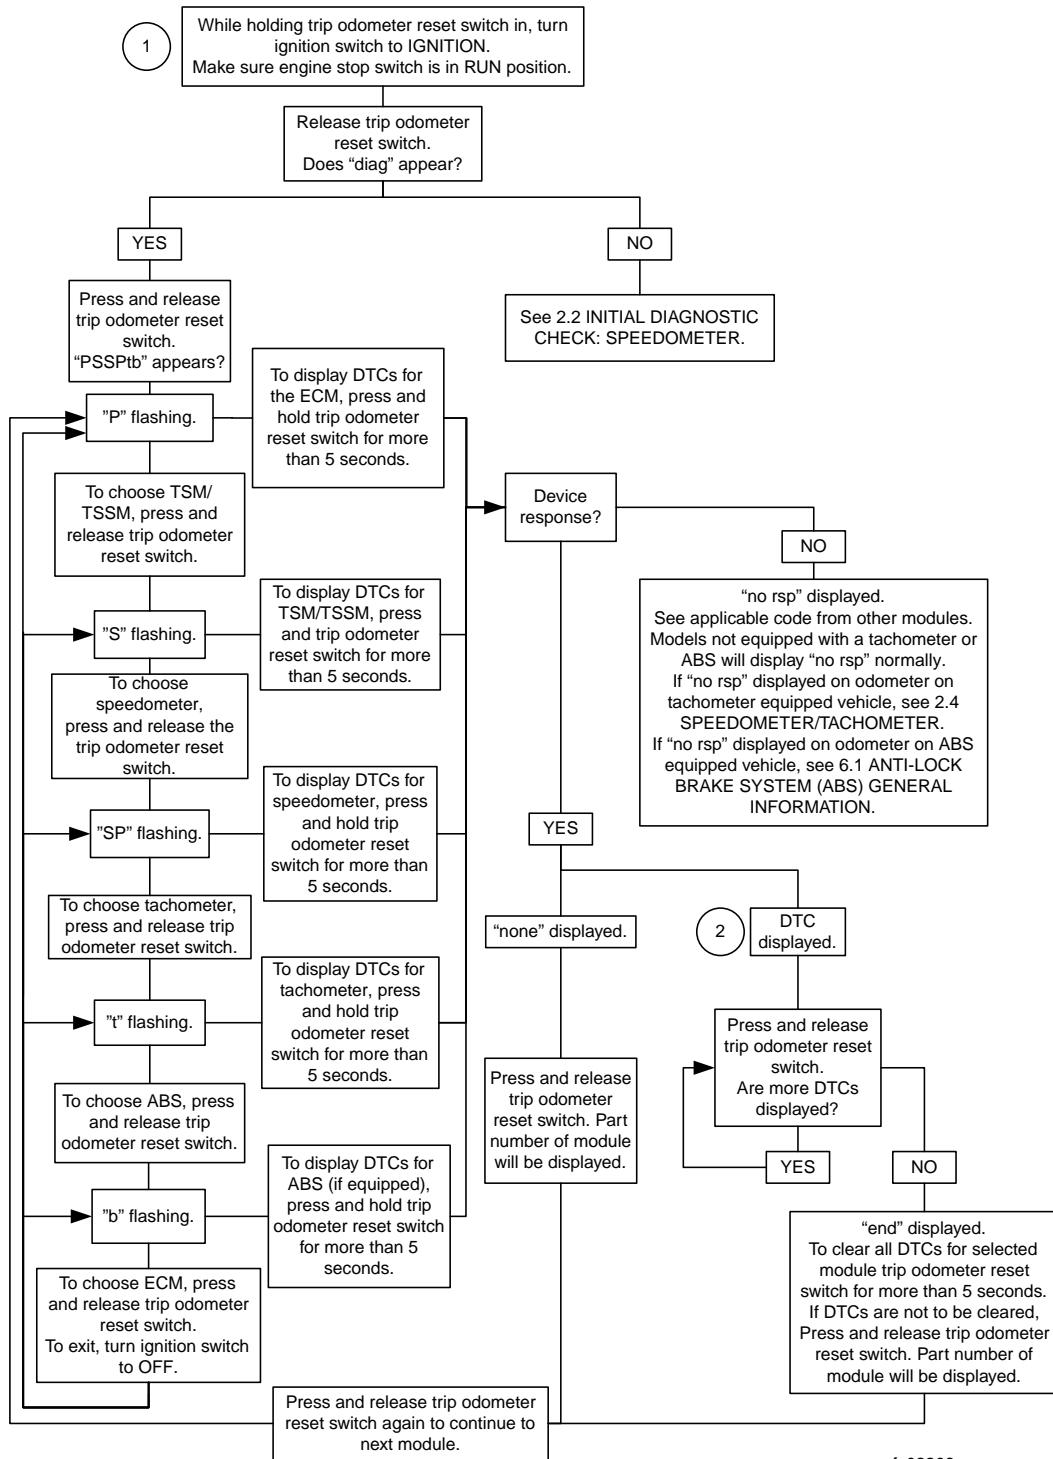 1
While holding trip odometer reset switch in, turn
ignition switch to IGNITION.
Make sure engine stop switch is in RUN position.
Release trip odometer
reset switch.
Does “diag” appear?
YES
NO
Press and release
trip odometer reset
switch.
“PSSPtb” appears?
See 2.2 INITIAL DIAGNOSTIC
CHECK: SPEEDOMETER.
”P” flashing.
To display DTCs for
the ECM, press and
hold trip odometer
reset switch for more
than 5 seconds.
To choose TSM/
TSSM, press and
release trip odometer
reset switch.
Device
response?
NO
”S” flashing.
To display DTCs for
TSM/TSSM, press
and trip odometer
reset switch for more
than 5 seconds.
“no rsp” displayed.
See applicable code from other modules.
Models not equipped with a tachometer or
ABS will display “no rsp” normally.
If “no rsp” displayed on odometer on
tachometer equipped vehicle, see 2.4
SPEEDOMETER/TACHOMETER.
If “no rsp” displayed on odometer on ABS
equipped vehicle, see 6.1 ANTI-LOCK
BRAKE SYSTEM (ABS) GENERAL
INFORMATION.
To choose
speedometer,
press and release the
trip odometer reset
switch.
”SP” flashing.
To display DTCs for
speedometer, press
and hold trip
odometer reset
switch for more than
5 seconds.
YES
To choose tachometer,
press and release trip
odometer reset switch.
“none” displayed.
2
DTC
displayed.
”t” flashing.
To display DTCs for
tachometer, press
and hold trip
odometer reset
switch for more than
5 seconds.
Press and release
trip odometer reset
switch.
Are more DTCs
displayed?
To choose ABS, press
and release trip
odometer reset switch.
Press and release
trip odometer
reset switch. Part
number of module
will be displayed.
YES
NO
”b” flashing.
To display DTCs for
ABS (if equipped),
press and hold trip
odometer reset switch
for more than 5
seconds.
“end” displayed.
To clear all DTCs for selected
module trip odometer reset
switch for more than 5 seconds.
If DTCs are not to be cleared,
Press and release trip odometer
reset switch. Part number of
module will be displayed.
To choose ECM, press
and release trip odometer
reset switch.
To exit, turn ignition switch
to OFF.
Press and release trip odometer
reset switch again to continue to
next module.